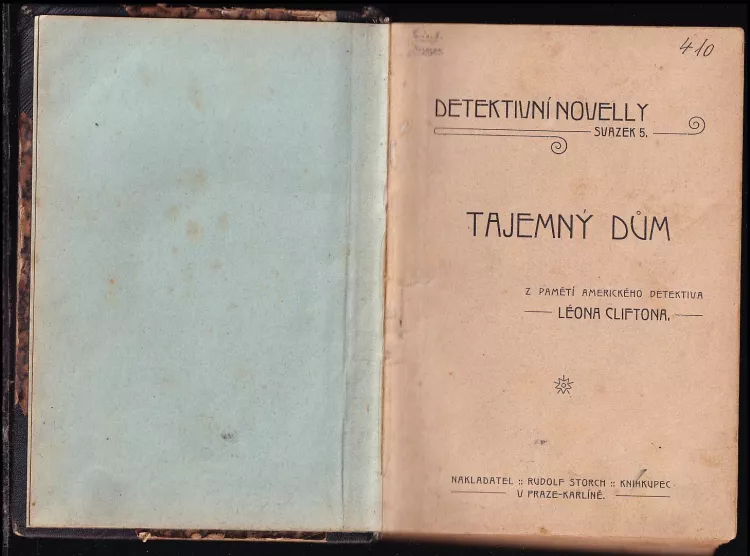 410
DETEKTIVNÍ NOVELLY
SVAZEK 5.
TAJEMNÝ DŮM
Z PAMĚTÍ AMERICKÉHO DETEKTIVA
LÉONA CLIFTONA.
NAKLADATEL :: RUDOLF STORCH :: KNIHKUPEC
V PRAZE-KARLÍNĚ.